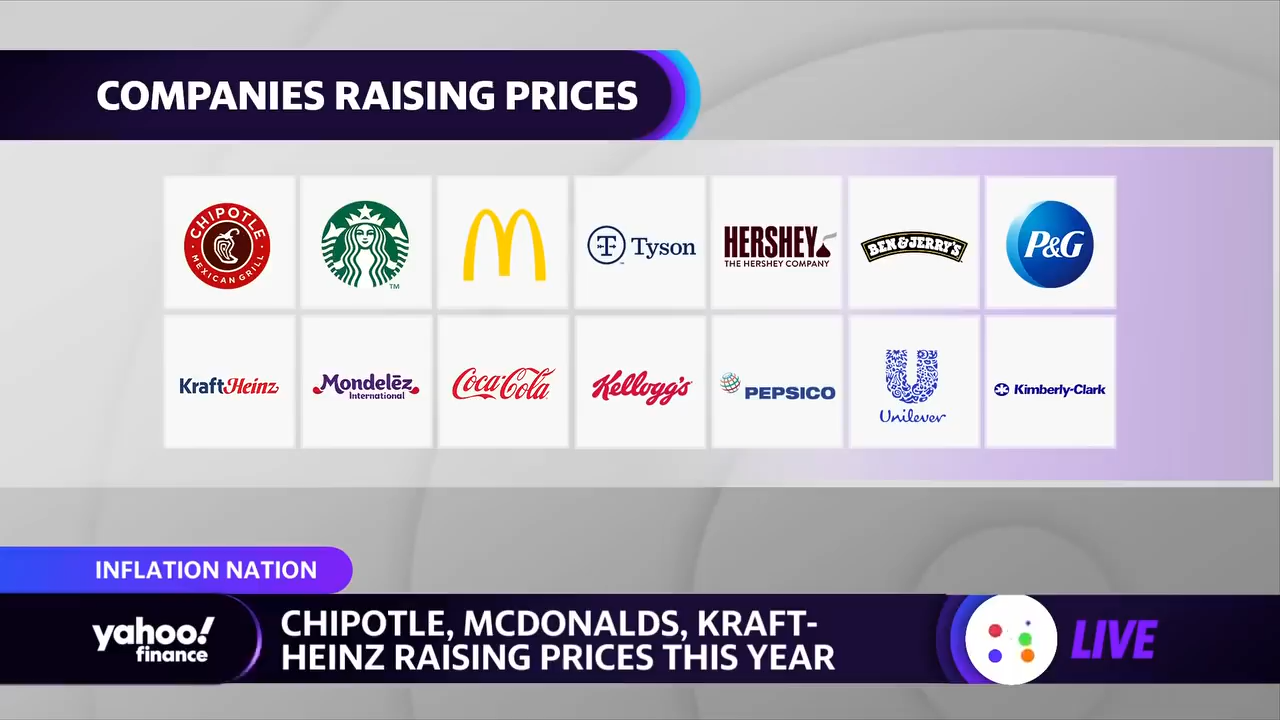 COMPANIES RAISING PRICES
CHIPOTLE
MEXICAN GRILL
TM
T Tyson
HERSHEY
THE HERSHEY COMPANY
BEN & JERRY'S
P&G
KraftHeinz
Mondelēz
International
Coca-Cola
Kellogg's
PEPSICO
Unilever
Kimberly-Clark
INFLATION NATION
yahoo!
finance
CHIPOTLE, MCDONALDS, KRAFT-
HEINZ RAISING PRICES THIS YEAR
LIVE